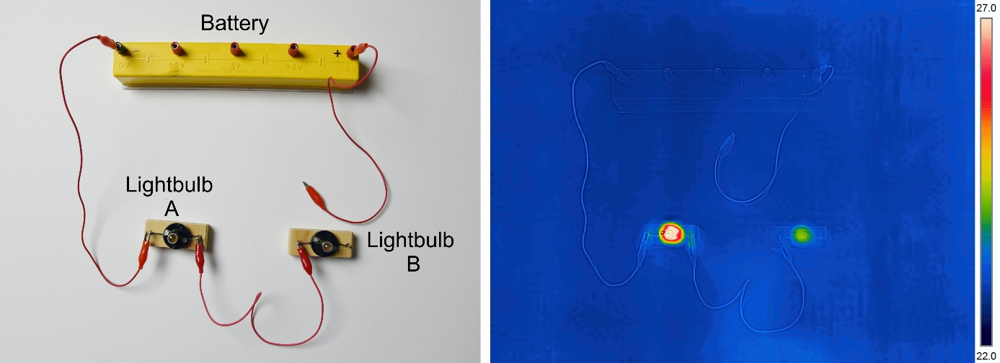 Battery
- +
0V 1·5V 3V 4·5V 6V
Lightbulb
A
Lightbulb
B
27.0
- +
22.0